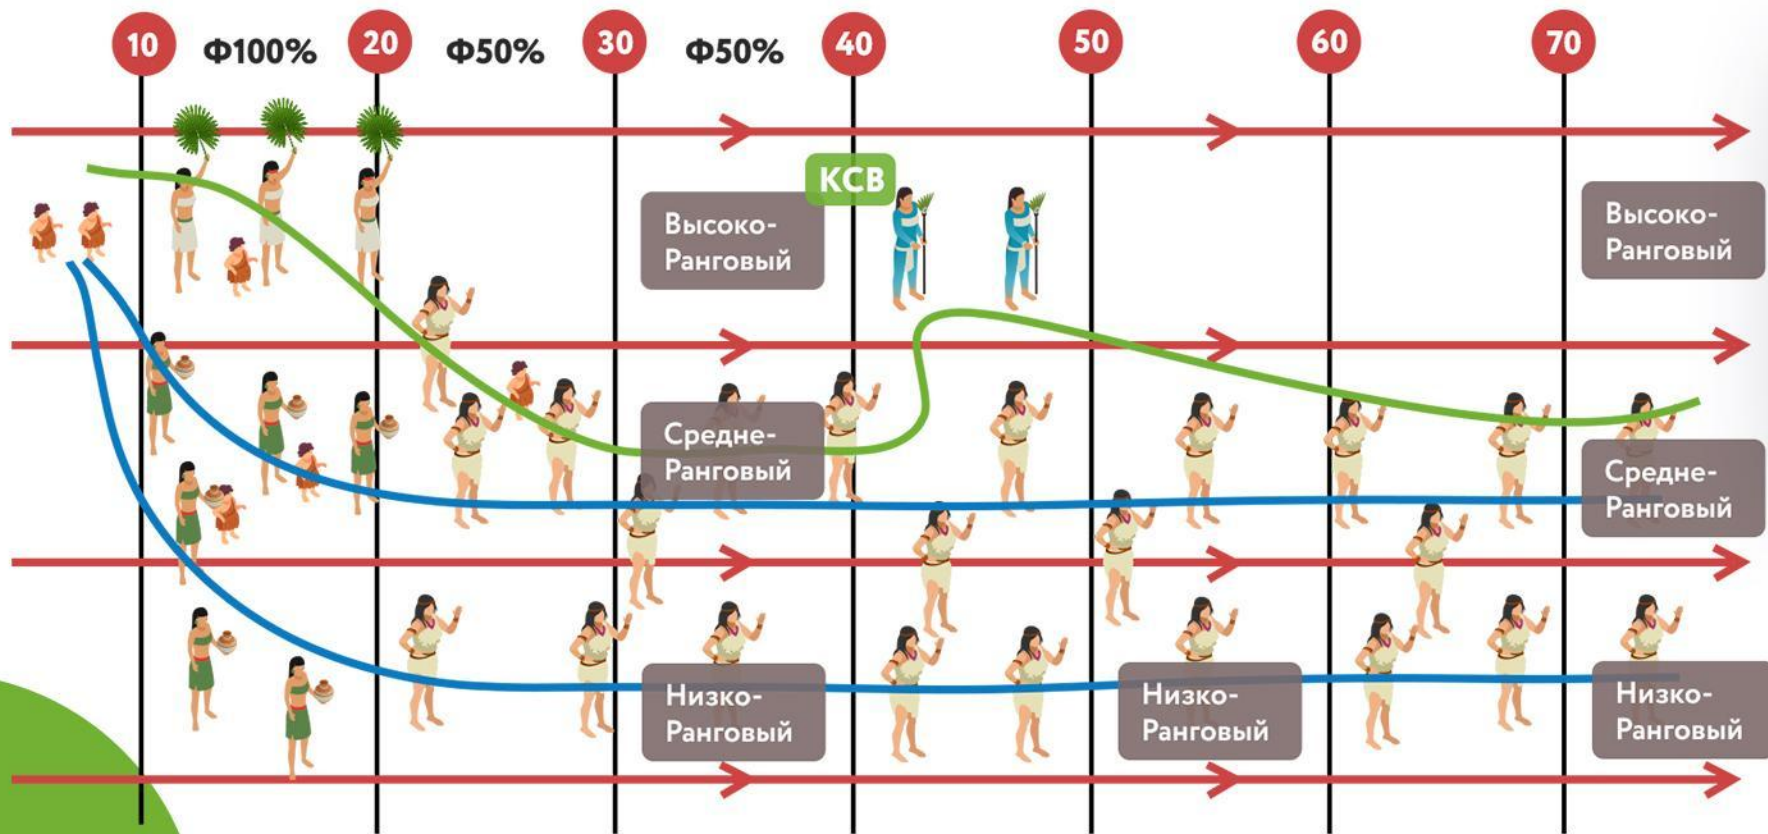 10 Ф100% 20 Ф50% 30 Ф50% 40 50 60 70
КСВ
Высоко-
Ранговый
Высоко-
Ранговый
Средне-
Ранговый
Средне-
Ранговый
Низко-
Ранговый
Низко-
Ранговый
Низко-
Ранговый